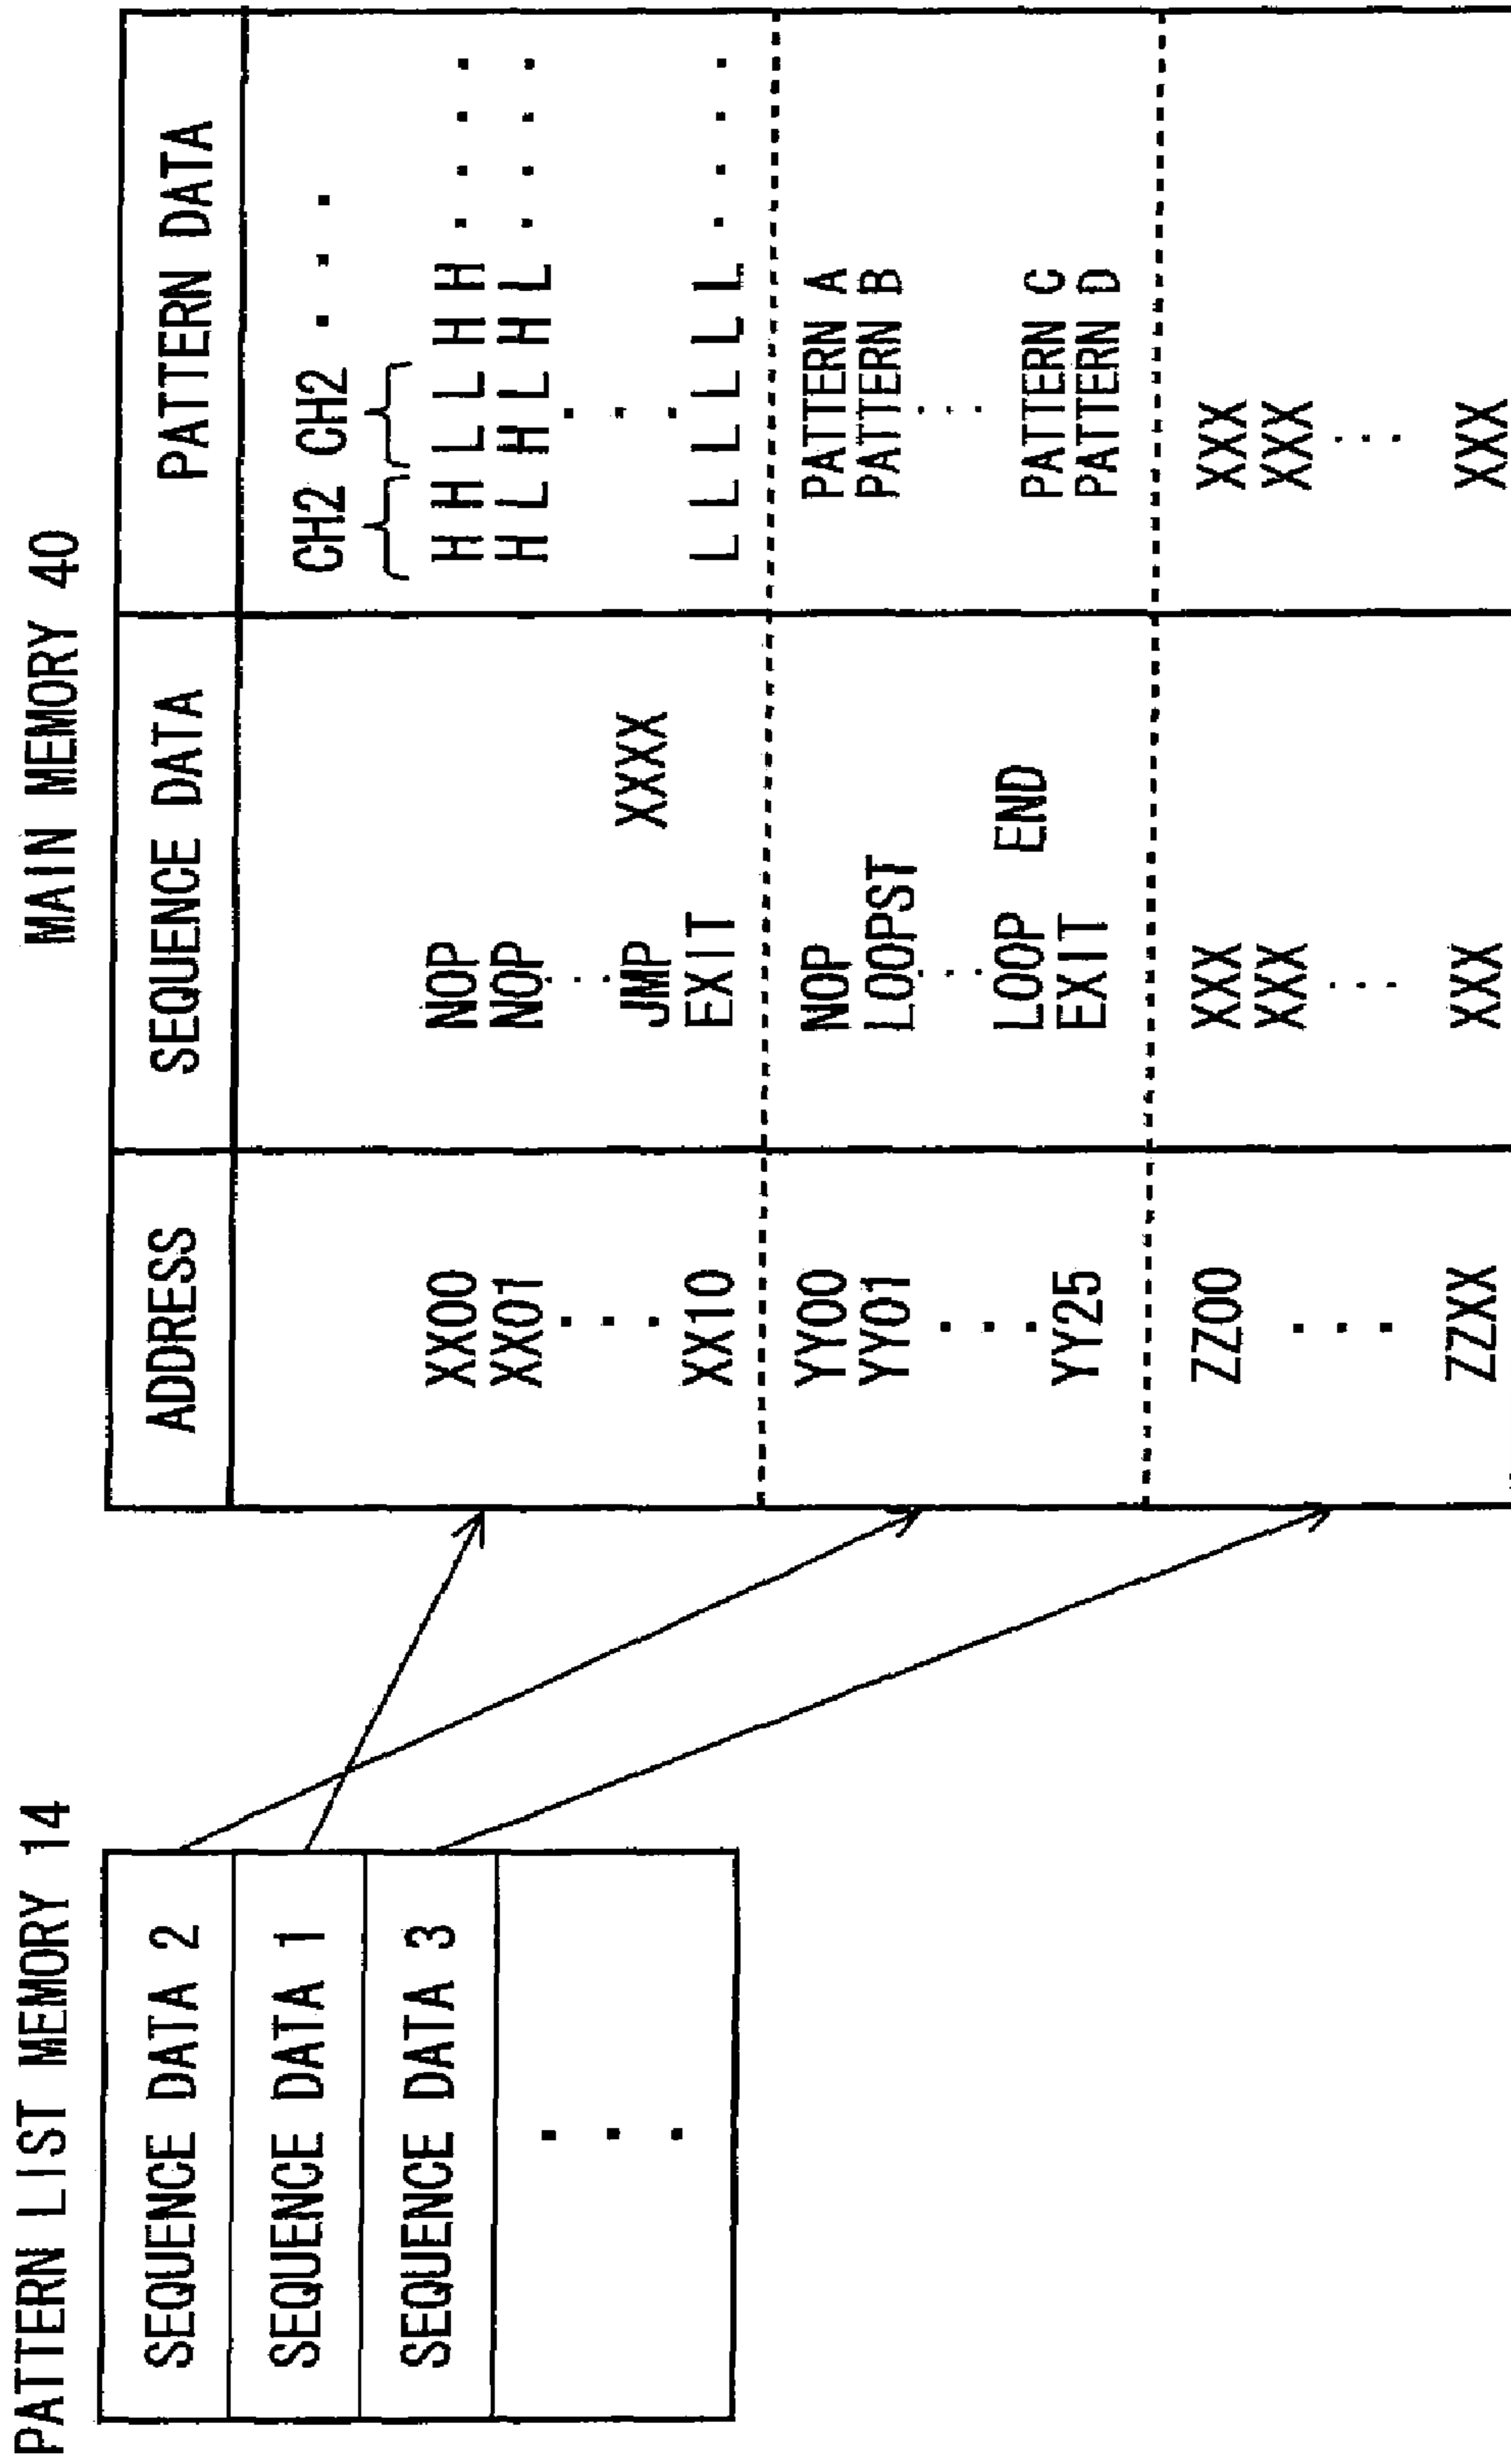 PATTERN LIST MEMORY 14
SEQUENCE DATA 2
SEQUENCE DATA 1
SEQUENCE DATA 3
. . .
MAIN MEMORY 40
ADDRESS SEQUENCE DATA PATTERN DATA
CH2 CH2 . . .
XX00 NOP H H L L H H . . . .
XX01 NOP H L H L H L . . . .
. . .
JMP XXXX
XX10 EXIT L L L L L L . . . .
YY00 NOP PATTERN A
YY01 LOOPST PATTERN B
. . .
LOOP END PATTERN C
YY25 EXIT PATTERN D
ZZ00 XXX XXX
XXX XXX
. . .
ZZXX XXX XXX